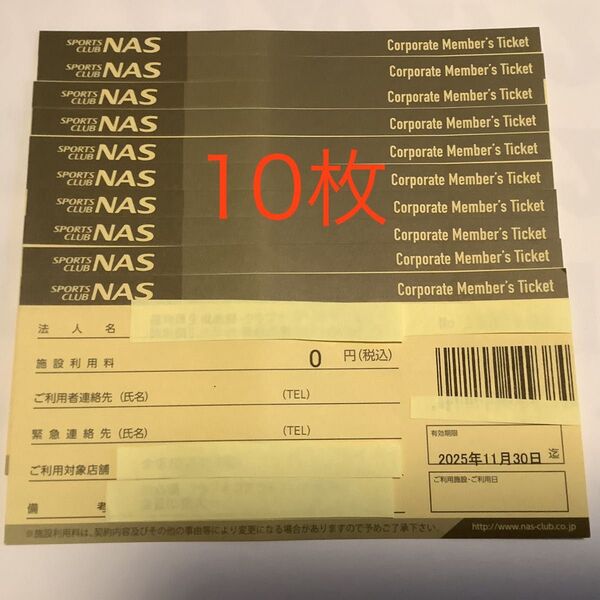 SPORTS CLUB NAS Corporate Member's Ticket
SPORTS CLUB NAS Corporate Member's Ticket
SPORTS CLUB NAS Corporate Member's Ticket
SPORTS CLUB NAS Corporate Member's Ticket
SPORTS CLUB NAS Corporate Member's Ticket
SPORTS CLUB NAS Corporate Member's Ticket
SPORTS CLUB NAS Corporate Member's Ticket
SPORTS CLUB NAS Corporate Member's Ticket
SPORTS CLUB NAS Corporate Member's Ticket
SPORTS CLUB NAS Corporate Member's Ticket
10枚
法人名
施設利用料 0 円(税込)
ご利用者連絡先(氏名) (TEL)
緊急連絡先(氏名) (TEL)
ご利用対象店舗
備考
有効期限
2025年11月30日 迄
ご利用施設・ご利用日
※施設利用料は、契約内容及びその他の事由等により変更になる場合がありますので予めご了承下さい。
http://www.nas-club.co.jp